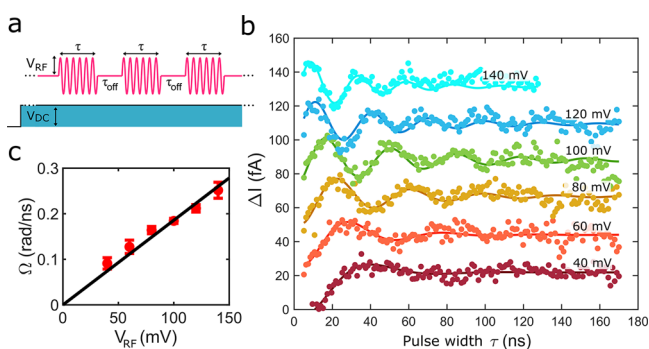 a
τ
τ
τ
V_RF
τ_off
τ_off
V_DC
b
160
140
120
100
80
60
40
20
0
ΔI (fA)
140 mV
120 mV
100 mV
80 mV
60 mV
40 mV
0
20
40
60
80
100
120
140
160
180
Pulse width τ (ns)
c
0.3
0.2
0.1
0
Ω (rad/ns)
0
50
100
150
V_RF (mV)